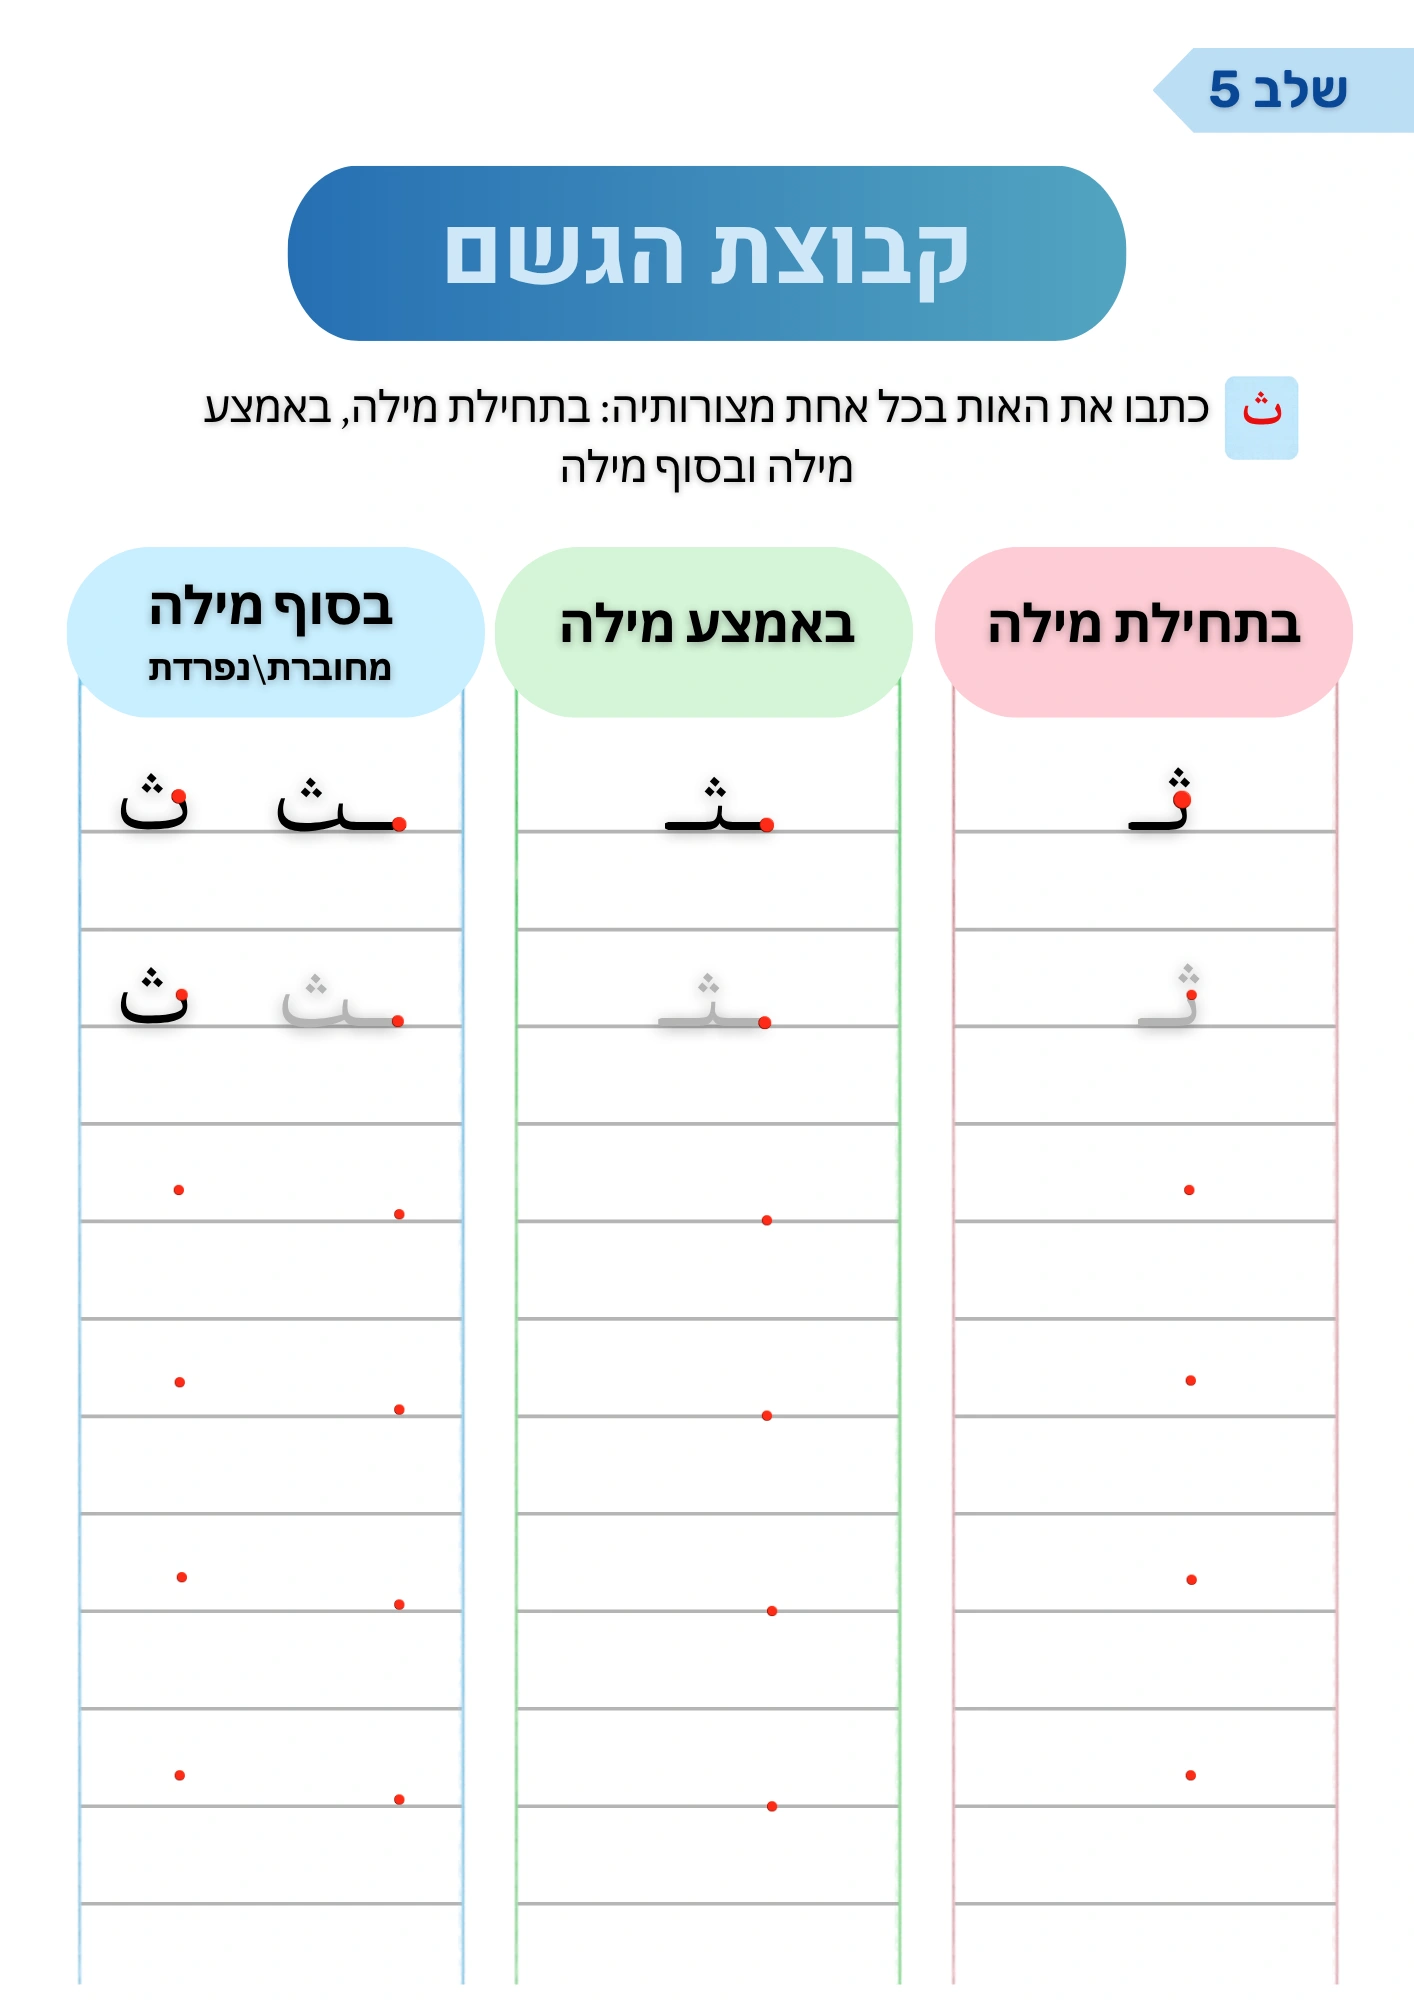 שלב 5
קבוצת הגשם
ث כתבו את האות בכל אחת מצורותיה: בתחילת מילה, באמצע
מילה ובסוף מילה
בתחילת מילה
באמצע מילה
בסוף מילה
מחוברת\נפרדת
ثـ ـثـ ـث ث
ثـ ـثـ ـث ث